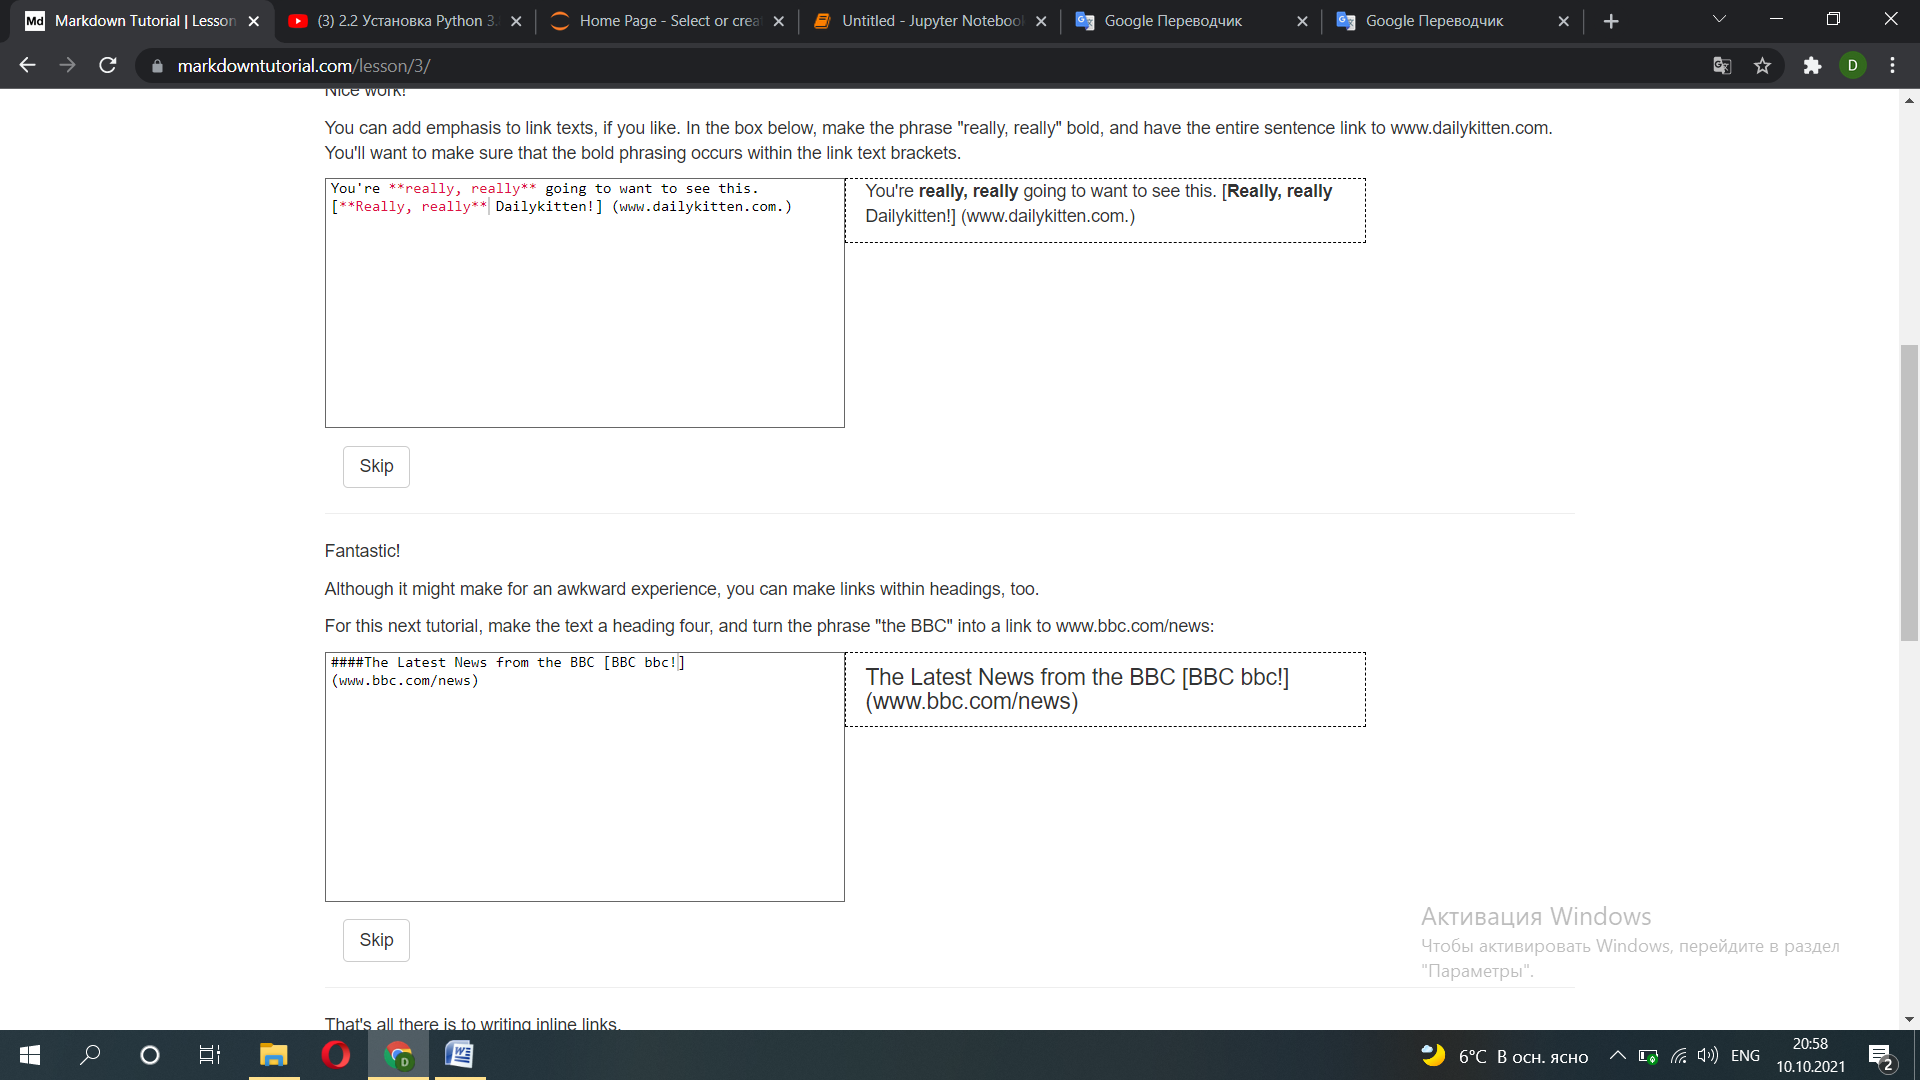 Md Markdown Tutorial | Lesson
(3) 2.2 Установка Python 3.
Home Page - Select or crea
Untitled - Jupyter Noteboo
Google Переводчик
Google Переводчик
markdowntutorial.com/lesson/3/
D
Nice work!
You can add emphasis to link texts, if you like. In the box below, make the phrase "really, really" bold, and have the entire sentence link to www.dailykitten.com.
You'll want to make sure that the bold phrasing occurs within the link text brackets.
You're **really, really** going to want to see this.
[**Really, really** Dailykitten!] (www.dailykitten.com.)
You're really, really going to want to see this. [Really, really
Dailykitten!] (www.dailykitten.com.)
Skip
Fantastic!
Although it might make for an awkward experience, you can make links within headings, too.
For this next tutorial, make the text a heading four, and turn the phrase "the BBC" into a link to www.bbc.com/news:
####The Latest News from the BBC [BBC bbc!]
(www.bbc.com/news)
The Latest News from the BBC [BBC bbc!]
(www.bbc.com/news)
Skip
Активация Windows
Чтобы активировать Windows, перейдите в раздел
"Параметры".
That's all there is to writing inline links.
6°C В осн. ясно
ENG
20:58
10.10.2021
2